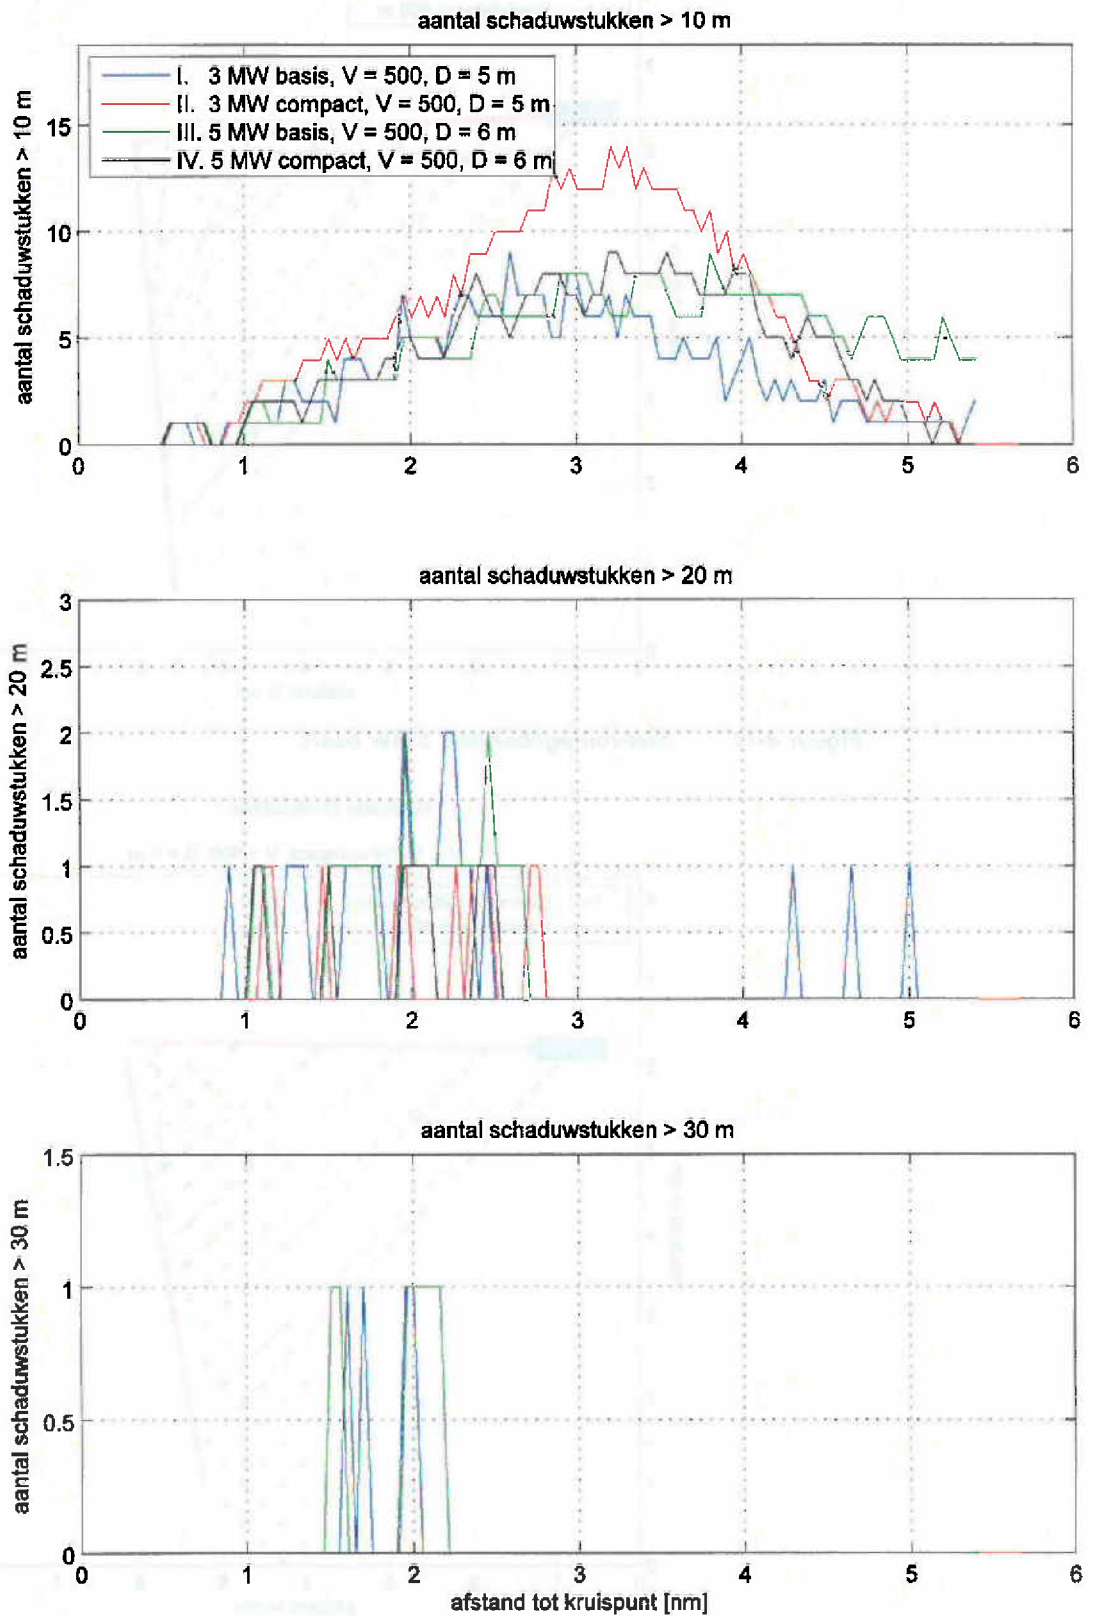 aantal schaduwstukken > 10 m
aantal schaduwstukken > 10 m
I. 3 MW basis, V = 500, D = 5 m
II. 3 MW compact, V = 500, D = 5 m
III. 5 MW basis, V = 500, D = 6 m
IV. 5 MW compact, V = 500, D = 6 m
15
10
5
0
0 1 2 3 4 5 6
aantal schaduwstukken > 20 m
aantal schaduwstukken > 20 m
3
2.5
2
1.5
1
0.5
0
0 1 2 3 4 5 6
aantal schaduwstukken > 30 m
aantal schaduwstukken > 30 m
1.5
1
0.5
0
0 1 2 3 4 5 6
afstand tot kruispunt [nm]